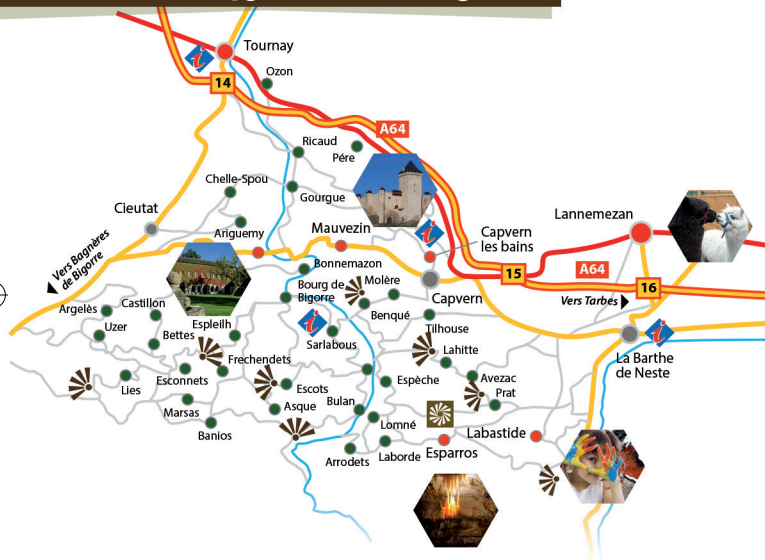 Tournay
Ozon
14
A64
Ricaud
Pére
Chelle-Spou
Gourgue
Cieutat
Ariguemy
Mauvezin
Capvern
les bains
Lannemezan
Vers Bagnères
de Bigorre
Bonnemazon
15
A64
16
Vers Tarbes
Bourg de
Bigorre
Molère
Capvern
Argelès
Castillon
Benqué
Uzer
Espleilh
Tilhouse
Bettes
Sarlabous
La Barthe
de Neste
Frechendets
Lahitte
Lies
Esconnets
Escots
Espèche
Avezac
Prat
Marsas
Asque
Bulan
Banios
Lomné
Labastide
Arrodets
Laborde
Esparros